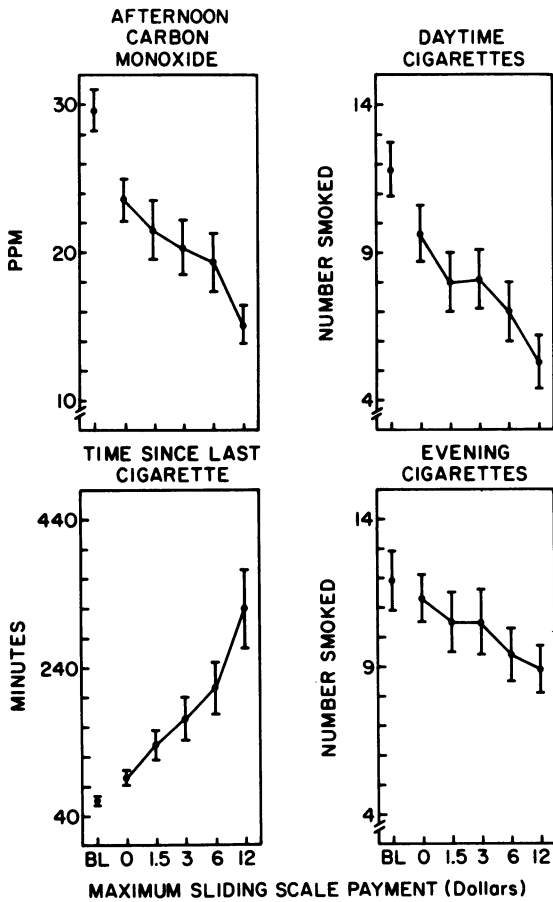 AFTERNOON
CARBON
MONOXIDE
30
20
10
PPM
DAYTIME
CIGARETTES
14
9
4
NUMBER SMOKED
TIME SINCE LAST
CIGARETTE
440
240
40
MINUTES
BL 0 1.5 3 6 12
EVENING
CIGARETTES
14
9
4
NUMBER SMOKED
BL 0 1.5 3 6 12
MAXIMUM SLIDING SCALE PAYMENT (Dollars)